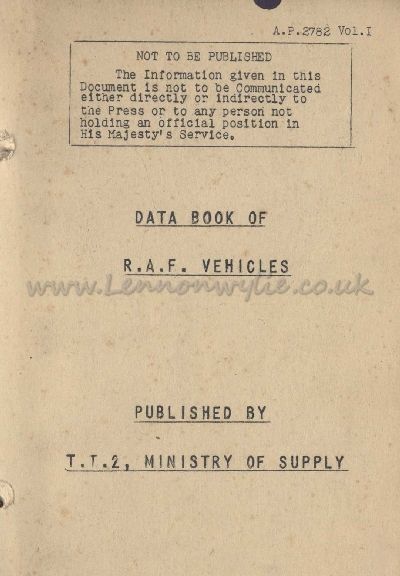 A.P.2782 Vol.I
NOT TO BE PUBLISHED
The Information given in this
Document is not to be Communicated
either directly or indirectly to
the Press or to any person not
holding an official position in
His Majesty's Service.
DATA BOOK OF
R.A.F. VEHICLES
www.Lennonwylie.co.uk
PUBLISHED BY
T.T.2, MINISTRY OF SUPPLY